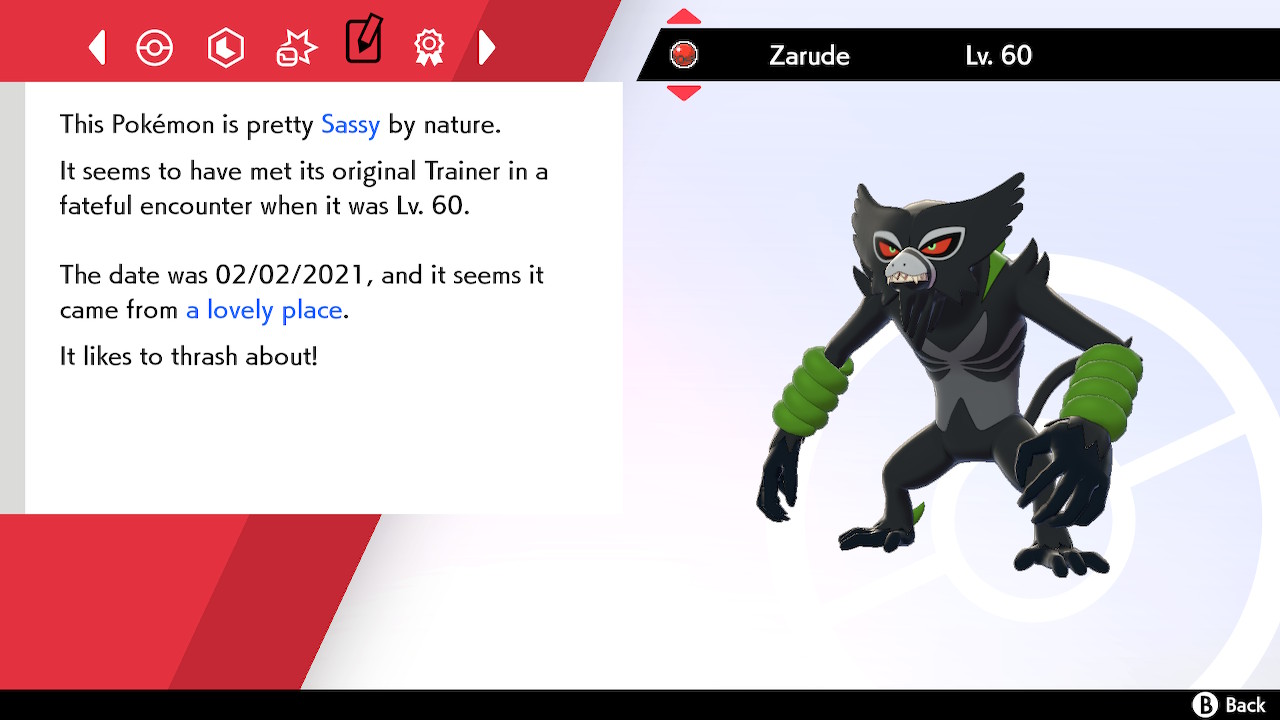 Zarude Lv. 60
This Pokémon is pretty Sassy by nature.
It seems to have met its original Trainer in a
fateful encounter when it was Lv. 60.
The date was 02/02/2021, and it seems it
came from a lovely place.
It likes to thrash about!
B Back